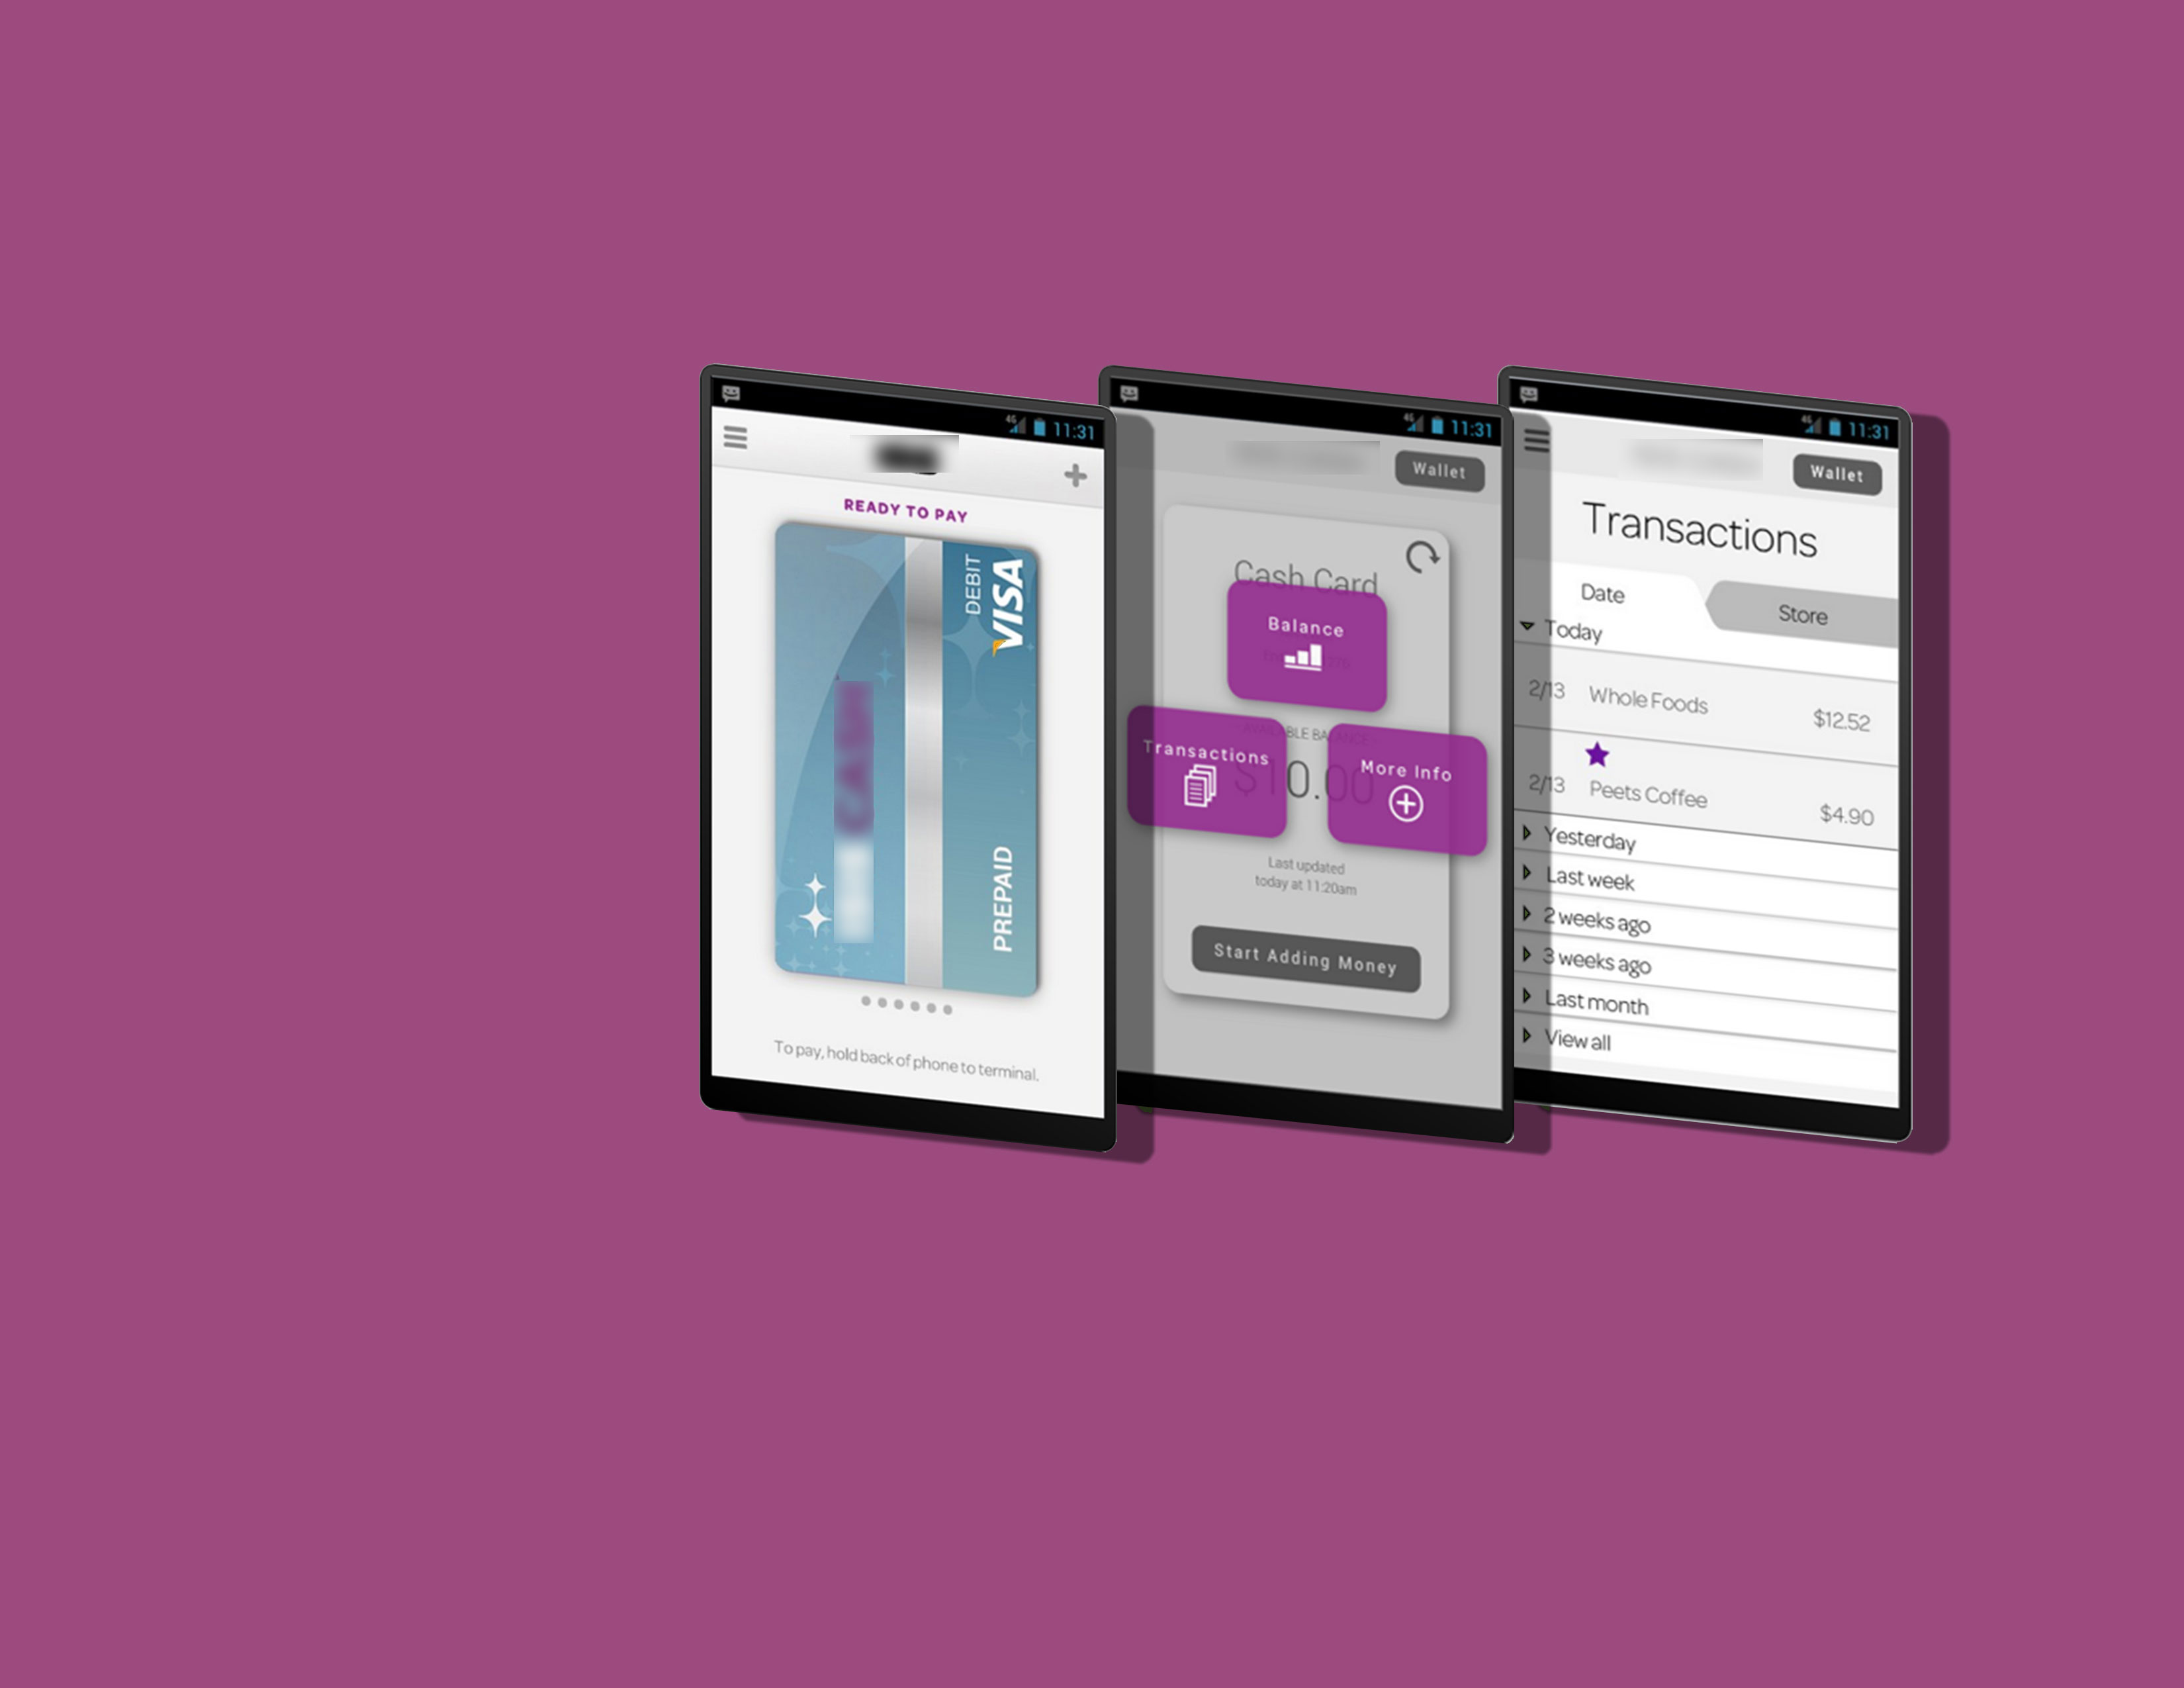 4G 11:31
READY TO PAY
DEBIT
VISA
PREPAID
To pay, hold back of phone to terminal.
4G 11:31
Wallet
Cash Card
Balance
Transactions
More Info
$10.00
Last updated
today at 11:20am
Start Adding Money
4G 11:31
Wallet
Transactions
Date
Store
Today
2/13 Whole Foods $12.52
2/13 Peets Coffee $4.90
Yesterday
Last week
2 weeks ago
3 weeks ago
Last month
View all